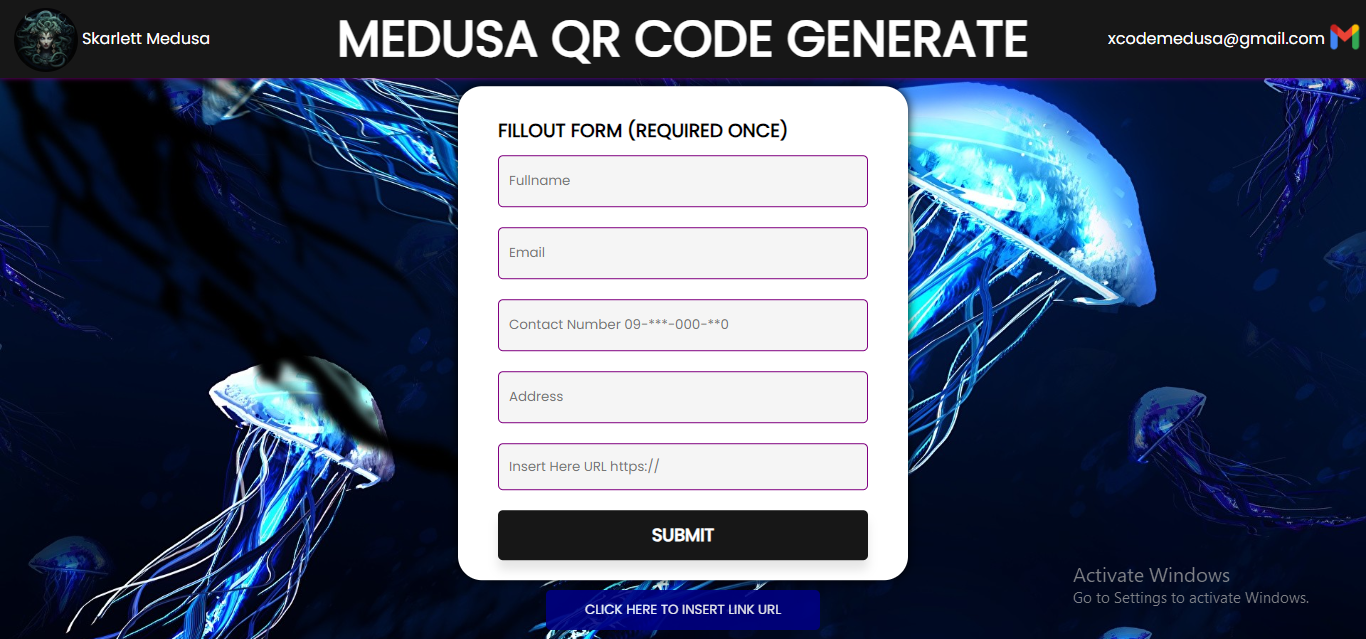 Skarlett Medusa
MEDUSA QR CODE GENERATE
xcodemedusa@gmail.com
FILLOUT FORM (REQUIRED ONCE)
Fullname
Email
Contact Number 09-***-000-**0
Address
Insert Here URL https://
SUBMIT
CLICK HERE TO INSERT LINK URL
Activate Windows
Go to Settings to activate Windows.